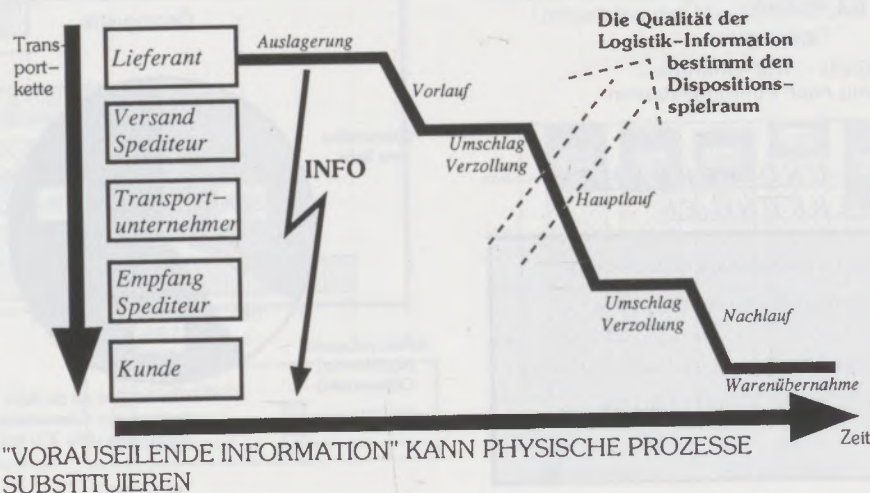 Trans-
port-
kette
Lieferant
Versand
Spediteur
Transport-
unternehmer
Empfang
Spediteur
Kunde
Auslagerung
INFO
Vorlauf
Umschlag
Verzollung
Hauptlauf
Umschlag
Verzollung
Nachlauf
Warenübernahme
Die Qualität der
Logistik-Information
bestimmt den
Dispositions-
spielraum
Zeit
"VORAUSEILENDE INFORMATION" KANN PHYSISCHE PROZESSE
SUBSTITUIEREN